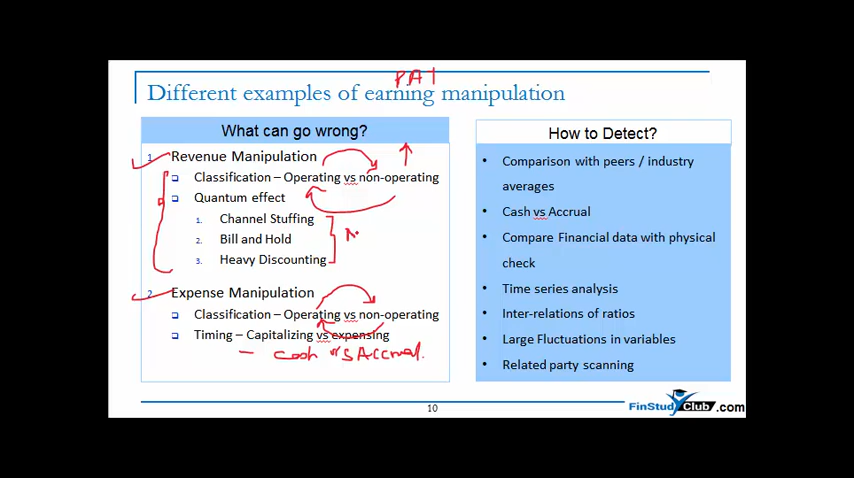 PAT
Different examples of earning manipulation
What can go wrong?
1. Revenue Manipulation
Classification – Operating vs non-operating
Quantum effect
1. Channel Stuffing
2. Bill and Hold
3. Heavy Discounting
2. Expense Manipulation
Classification – Operating vs non-operating
Timing – Capitalizing vs expensing
– Cash v/s Accrual.
How to Detect?
• Comparison with peers / industry
averages
• Cash vs Accrual
• Compare Financial data with physical
check
• Time series analysis
• Inter-relations of ratios
• Large Fluctuations in variables
• Related party scanning
10
FinStudyClub.com